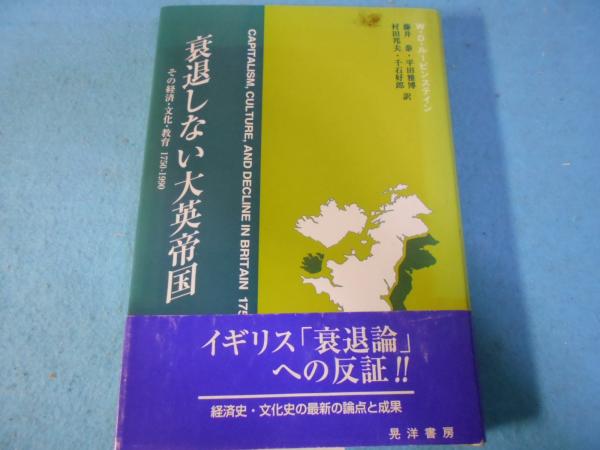 W・D・ルービンステイン
藤井 泰・平田雅博
村田邦夫・千石好郎 訳
CAPITALISM, CULTURE, AND DECLINE IN BRITAIN 175
衰退しない大英帝国
その経済・文化・教育 1750-1990
イギリス「衰退論」
への反証!!
経済史・文化史の最新の論点と成果
晃洋書房